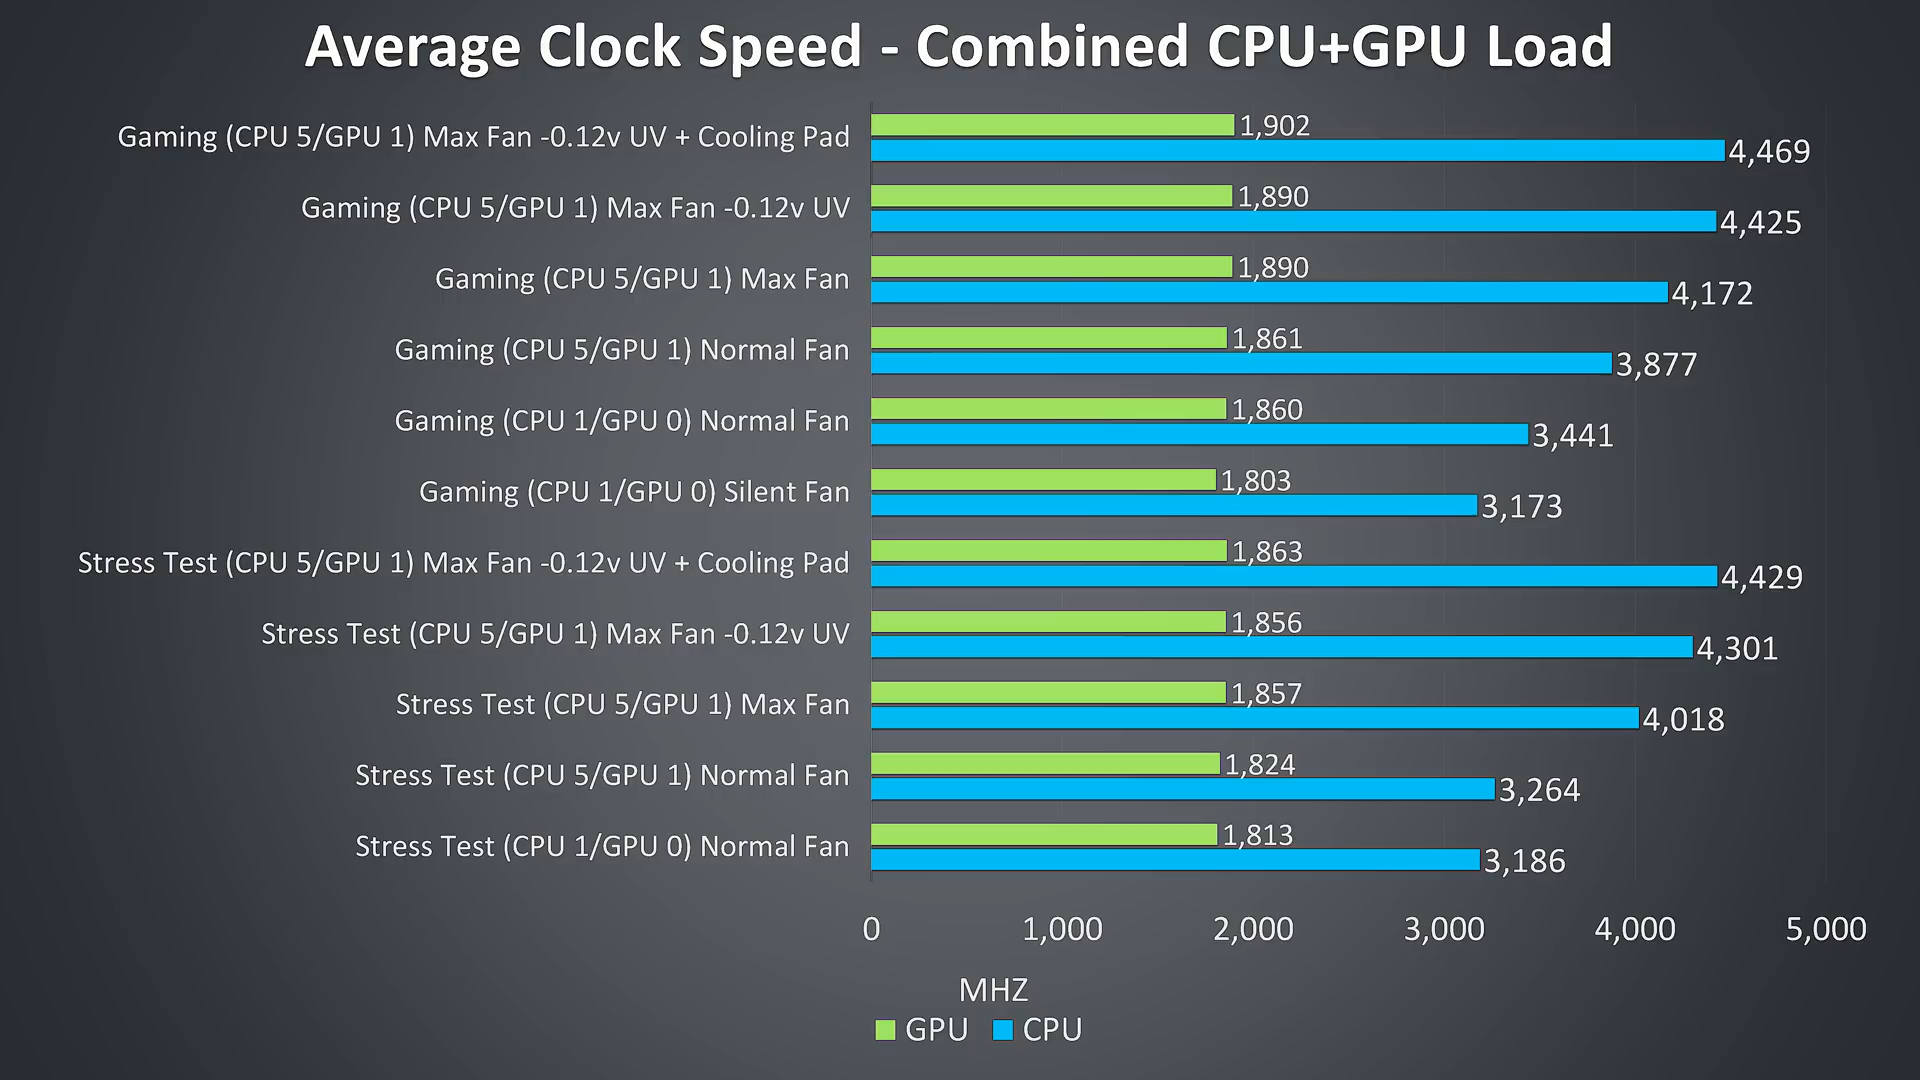 Average Clock Speed - Combined CPU+GPU Load
Gaming (CPU 5/GPU 1) Max Fan -0.12v UV + Cooling Pad
1,902
4,469
Gaming (CPU 5/GPU 1) Max Fan -0.12v UV
1,890
4,425
Gaming (CPU 5/GPU 1) Max Fan
1,890
4,172
Gaming (CPU 5/GPU 1) Normal Fan
1,861
3,877
Gaming (CPU 1/GPU 0) Normal Fan
1,860
3,441
Gaming (CPU 1/GPU 0) Silent Fan
1,803
3,173
Stress Test (CPU 5/GPU 1) Max Fan -0.12v UV + Cooling Pad
1,863
4,429
Stress Test (CPU 5/GPU 1) Max Fan -0.12v UV
1,856
4,301
Stress Test (CPU 5/GPU 1) Max Fan
1,857
4,018
Stress Test (CPU 5/GPU 1) Normal Fan
1,824
3,264
Stress Test (CPU 1/GPU 0) Normal Fan
1,813
3,186
0 1,000 2,000 3,000 4,000 5,000
MHZ
GPU CPU